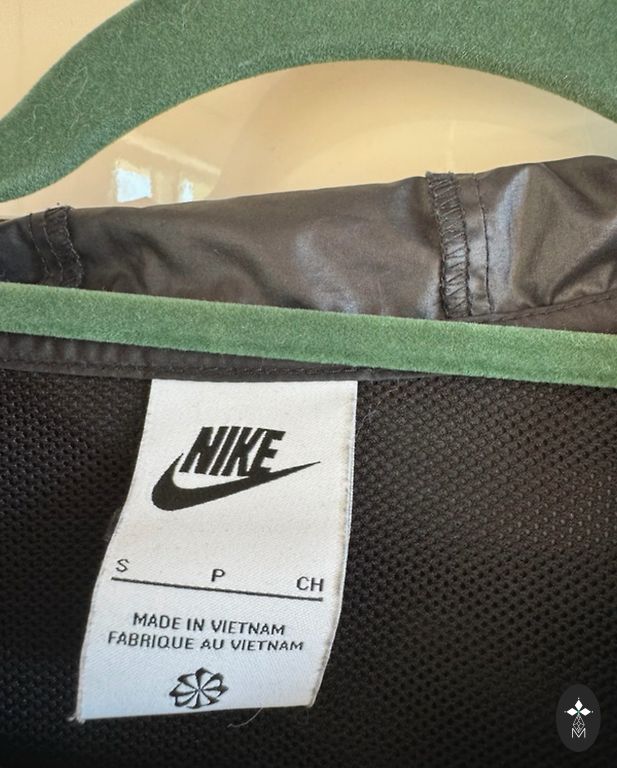 NIKE
S P CH
MADE IN VIETNAM
FABRIQUE AU VIETNAM
M